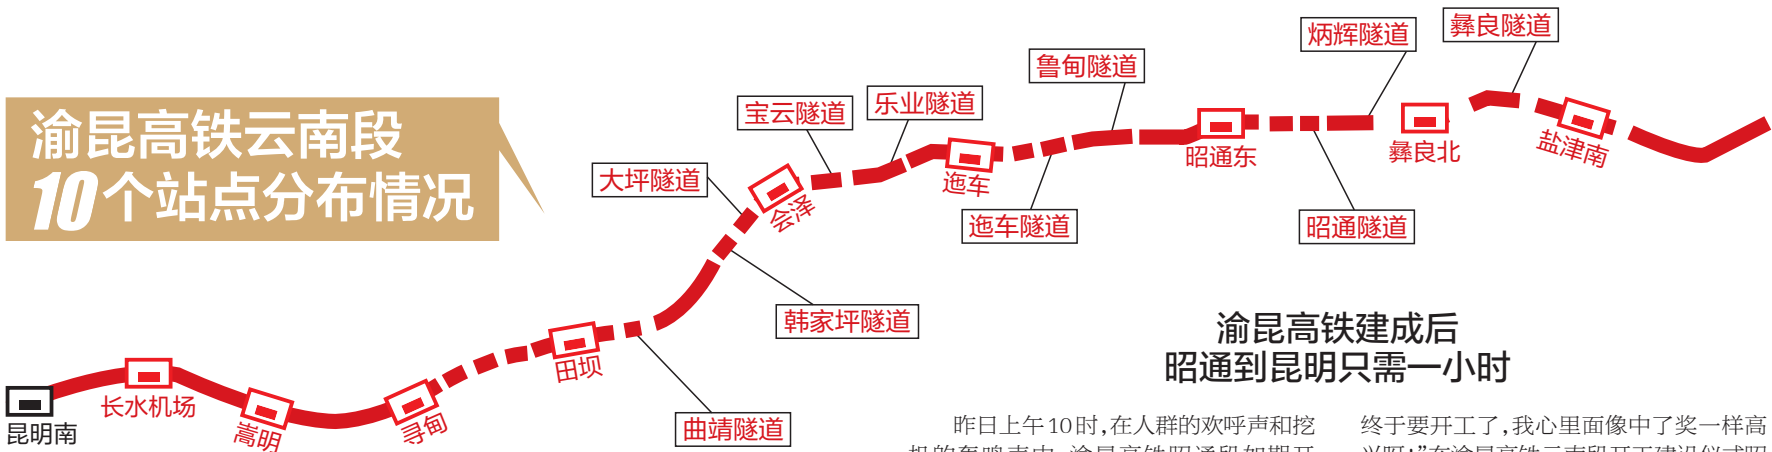 渝昆高铁云南段
10个站点分布情况
昆明南
长水机场
嵩明
寻甸
田坝
曲靖隧道
韩家坪隧道
大坪隧道
会泽
宝云隧道
乐业隧道
迤车
迤车隧道
鲁甸隧道
昭通东
昭通隧道
炳辉隧道
彝良北
彝良隧道
盐津南
渝昆高铁建成后
昭通到昆明只需一小时
昨日上午10时,在人群的欢呼声和挖
终于要开工了,我心里面像中了奖一样高